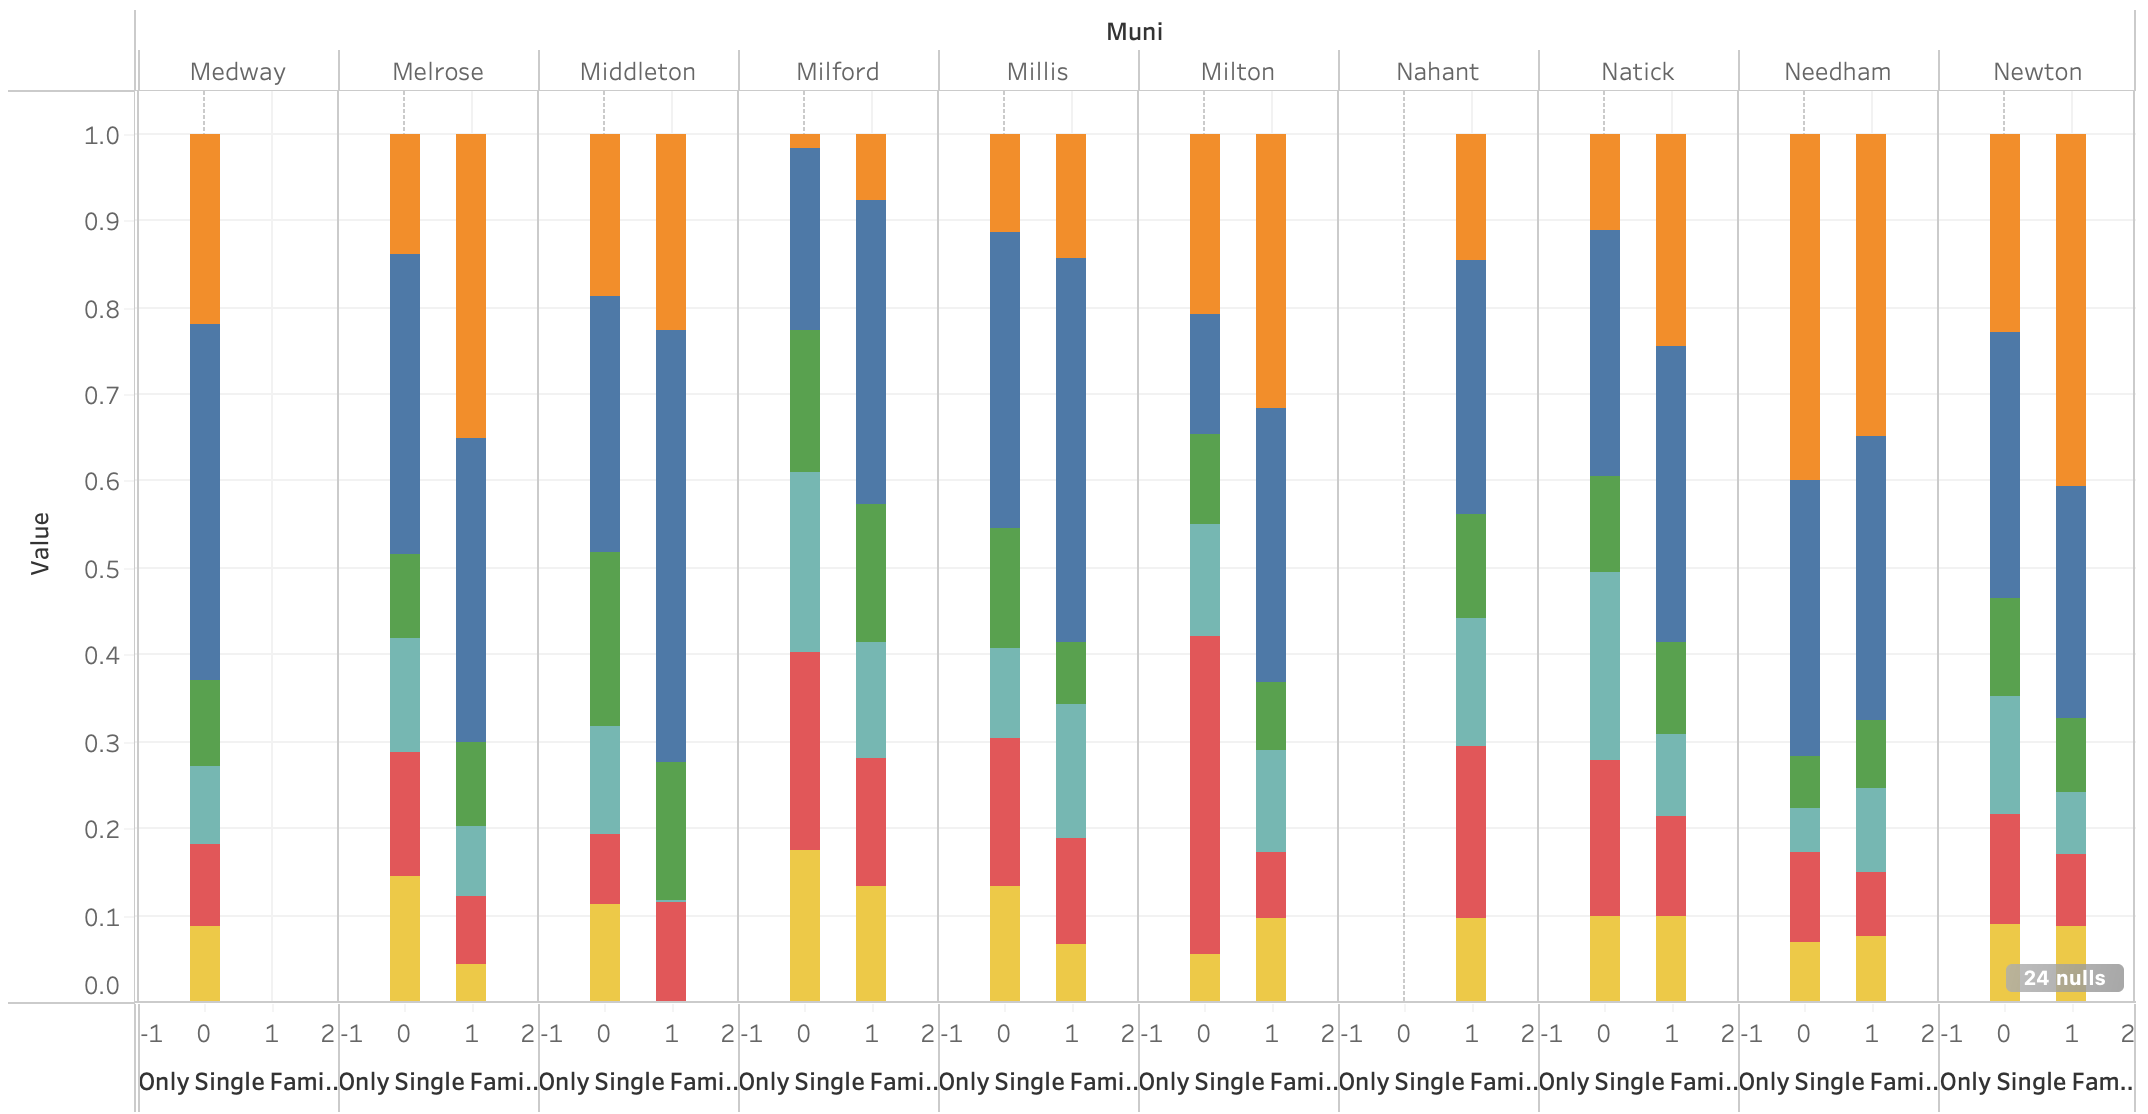 Muni
Medway Melrose Middleton Milford Millis Milton Nahant Natick Needham Newton
1.0
0.9
0.8
0.7
0.6
Value
0.5
0.4
0.3
0.2
0.1
0.0
24 nulls
-1 0 1 2 -1 0 1 2 -1 0 1 2 -1 0 1 2 -1 0 1 2 -1 0 1 2 -1 0 1 2 -1 0 1 2 -1 0 1 2 -1 0 1 2
Only Single Fami.. Only Single Fami.. Only Single Fami.. Only Single Fami.. Only Single Fami.. Only Single Fami.. Only Single Fami.. Only Single Fami.. Only Single Fami.. Only Single Fam..